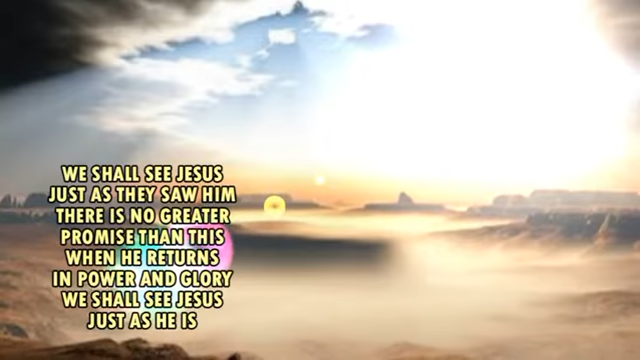 WE SHALL SEE JESUS
JUST AS THEY SAW HIM
THERE IS NO GREATER
PROMISE THAN THIS
WHEN HE RETURNS
IN POWER AND GLORY
WE SHALL SEE JESUS
JUST AS HE IS